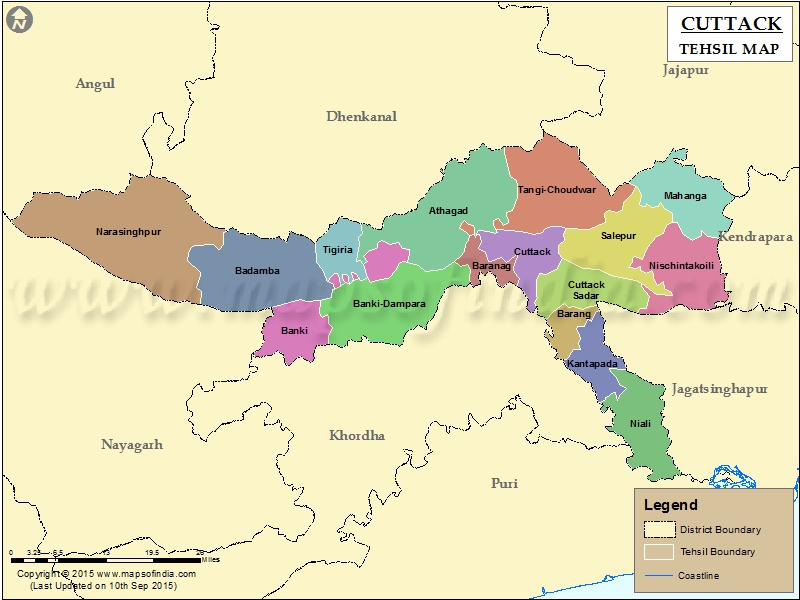 N
CUTTACK
TEHSIL MAP
Angul
Jajapur
Dhenkanal
Tangi-Choudwar
Mahanga
Athagad
Narasinghpur
Salepur
Kendrapara
Tigiria
Cuttack
Baranag
Nischintakoili
Badamba
Cuttack
Sadar
www.mapsofindia.com
Banki-Dampara
Barang
Banki
Kantapada
Jagatsinghapur
Niali
Khordha
Nayagarh
Puri
Legend
District Boundary
Tehsil Boundary
Coastline
0 3.25 6.5 13 19.5 26
Miles
Copyright © 2015 www.mapsofindia.com
(Last Updated on 10th Sep 2015)